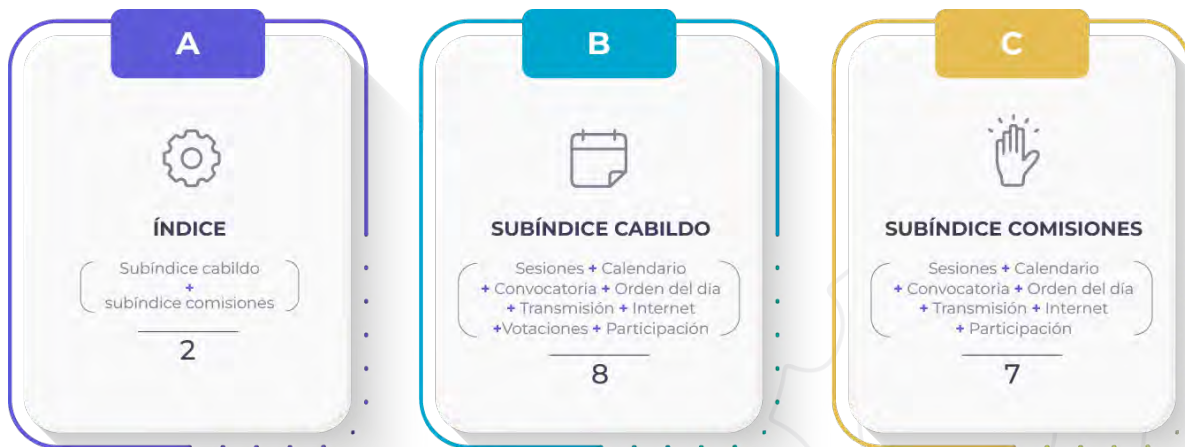 A
ÍNDICE
Subíndice cabildo
+
subíndice comisiones
2
B
SUBÍNDICE CABILDO
Sesiones + Calendario
+ Convocatoria + Orden del día
+ Transmisión + Internet
+Votaciones + Participación
8
C
SUBÍNDICE COMISIONES
Sesiones + Calendario
+ Convocatoria + Orden del día
+ Transmisión + Internet
+ Participación
7